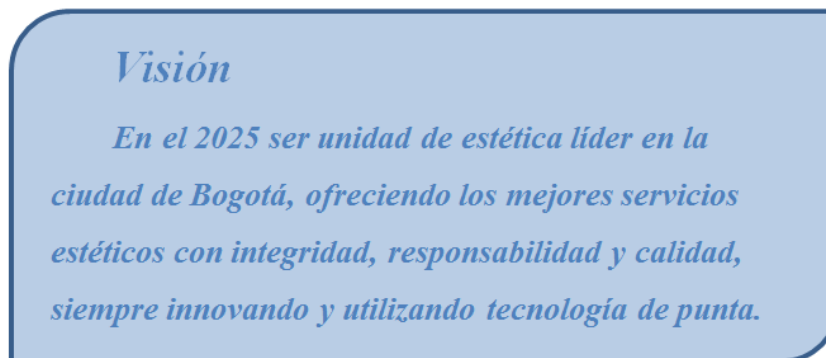 Visión
En el 2025 ser unidad de estética líder en la
ciudad de Bogotá, ofreciendo los mejores servicios
estéticos con integridad, responsabilidad y calidad,
siempre innovando y utilizando tecnología de punta.